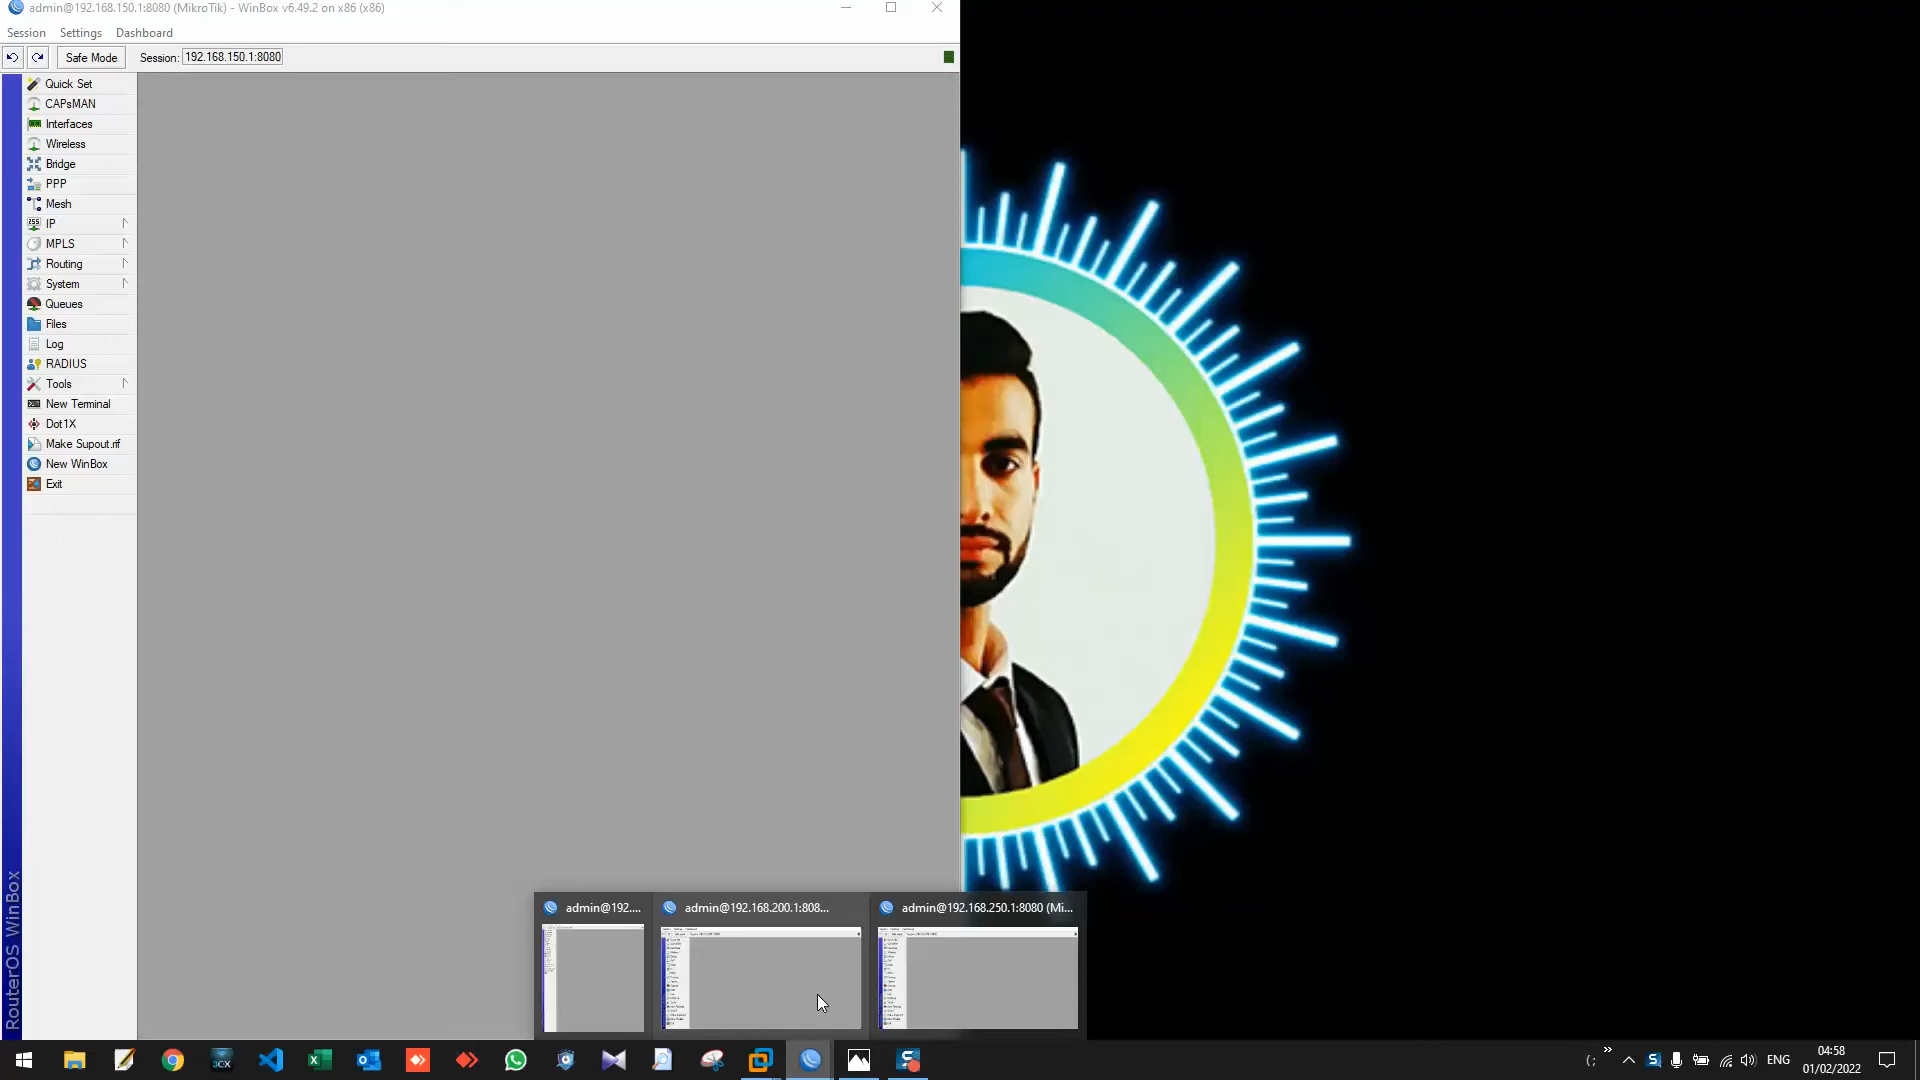 admin@192.168.150.1:8080 (MikroTik) - WinBox v6.49.2 on x86 (x86)
Session Settings Dashboard
Safe Mode Session: 192.168.150.1:8080
Quick Set
CAPsMAN
Interfaces
Wireless
Bridge
PPP
Mesh
IP
MPLS
Routing
System
Queues
Files
Log
RADIUS
Tools
New Terminal
Dot1X
Make Supout.rif
New WinBox
Exit
RouterOS WinBox
admin@192.... admin@192.168.200.1:808... admin@192.168.250.1:8080 (Mi...
3CX
ENG
04:58
01/02/2022